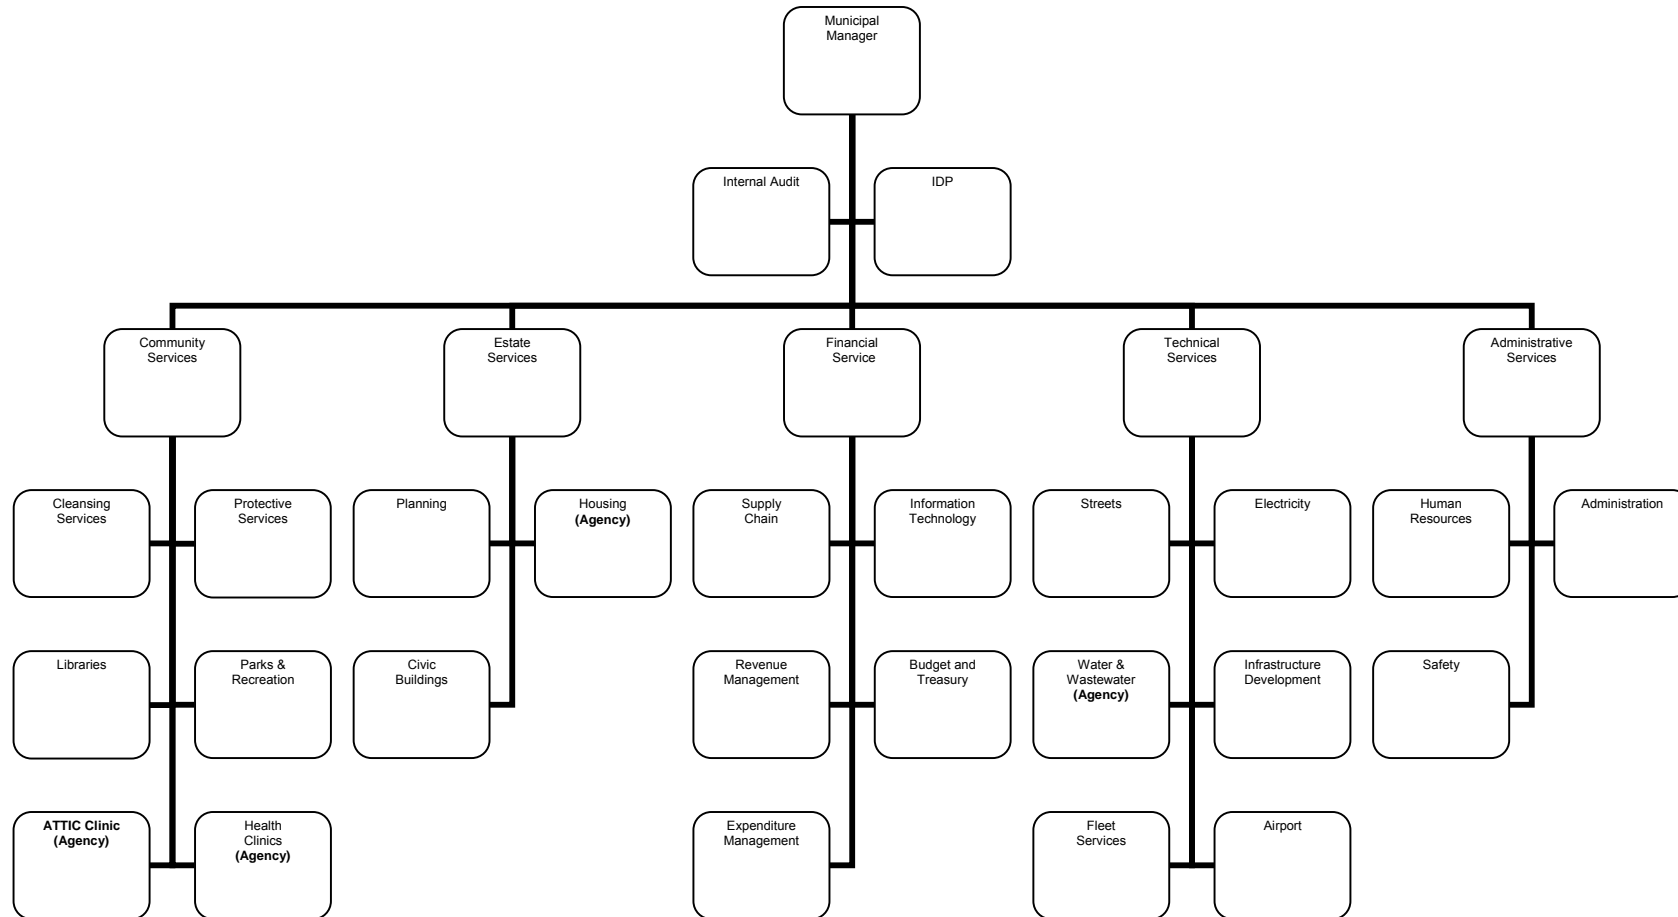 Municipal
Manager
Internal Audit
IDP
Community
Services
Estate
Services
Financial
Service
Technical
Services
Administrative
Services
Cleansing
Services
Protective
Services
Planning
Housing
(Agency)
Supply
Chain
Information
Technology
Streets
Electricity
Human
Resources
Administration
Libraries
Parks &
Recreation
Civic
Buildings
Revenue
Management
Budget and
Treasury
Water &
Wastewater
(Agency)
Infrastructure
Development
Safety
ATTIC Clinic
(Agency)
Health
Clinics
(Agency)
Expenditure
Management
Fleet
Services
Airport